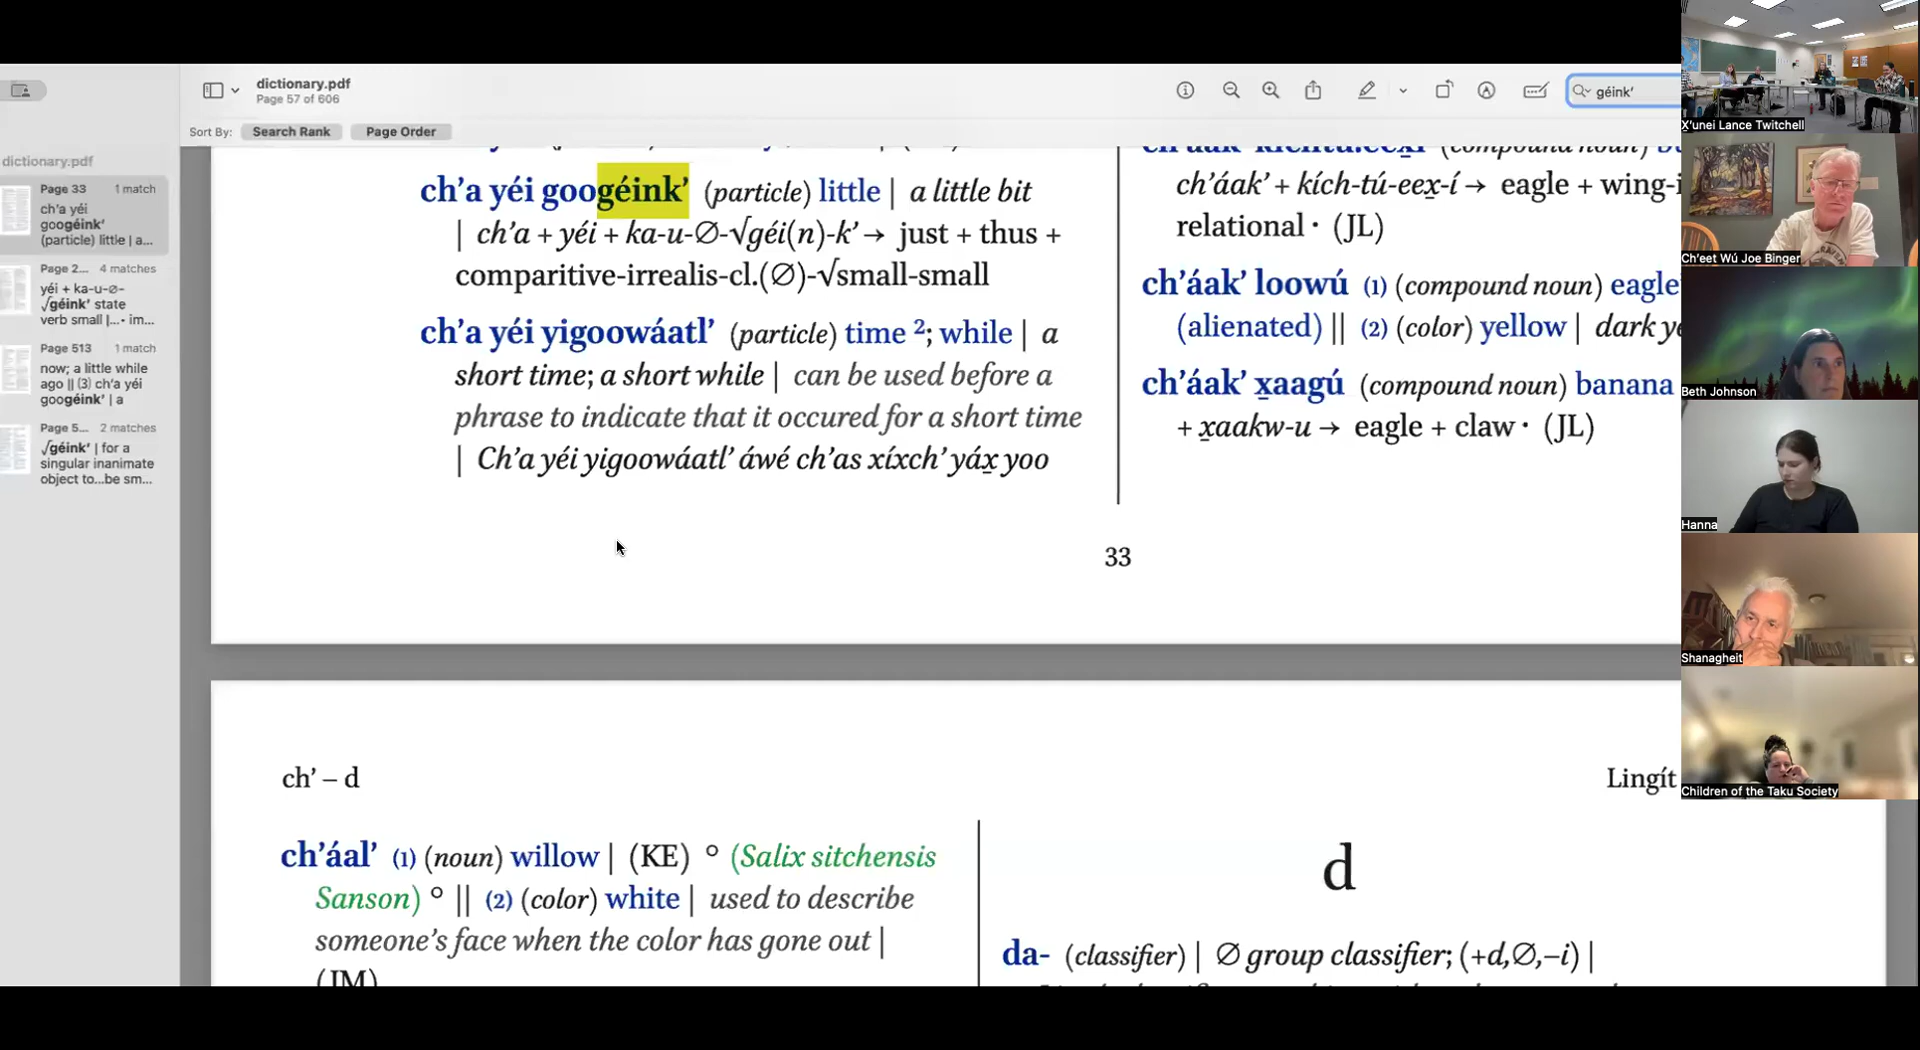 dictionary.pdf
Page 57 of 606
géink’
Sort By: Search Rank Page Order
dictionary.pdf
Page 33 1 match
ch’a yéi
googéink’
(particle) little | a...
Page 2... 4 matches
yéi + ka-u-∅-
√géink’ state
verb small |...• im...
Page 513 1 match
now; a little while
ago || (3) ch’a yéi
googéink’ | a
Page 5... 2 matches
√géink’ | for a
singular inanimate
object to...be sm...
ch’a yéi googéink’ (particle) little | a little bit
| ch’a + yéi + ka-u-∅-√géi(n)-k’ → just + thus +
comparitive-irrealis-cl.(∅)-√small-small
ch’a yéi yigoowáatl’ (particle) time ²; while | a
short time; a short while | can be used before a
phrase to indicate that it occured for a short time
| Ch’a yéi yigoowáatl’ áwé ch’as xíxch’ yáx̱ yoo
ch’áak’ + kích-tú-eex̱-í → eagle + wing-i
relational · (JL)
ch’áak’ loowú (1) (compound noun) eagle
(alienated) || (2) (color) yellow | dark ye
ch’áak’ x̱aagú (compound noun) banana
+ x̱aakw-u → eagle + claw · (JL)
33
ch’ – d
Lingít
ch’áal’ (1) (noun) willow | (KE) ° (Salix sitchensis
Sanson) ° || (2) (color) white | used to describe
someone’s face when the color has gone out |
(JM)
d
da- (classifier) | ∅ group classifier; (+d,∅,–i) |
X̱’unei Lance Twitchell
Ch’eet Wú Joe Binger
Beth Johnson
Hanna
Shanagheit
Children of the Taku Society